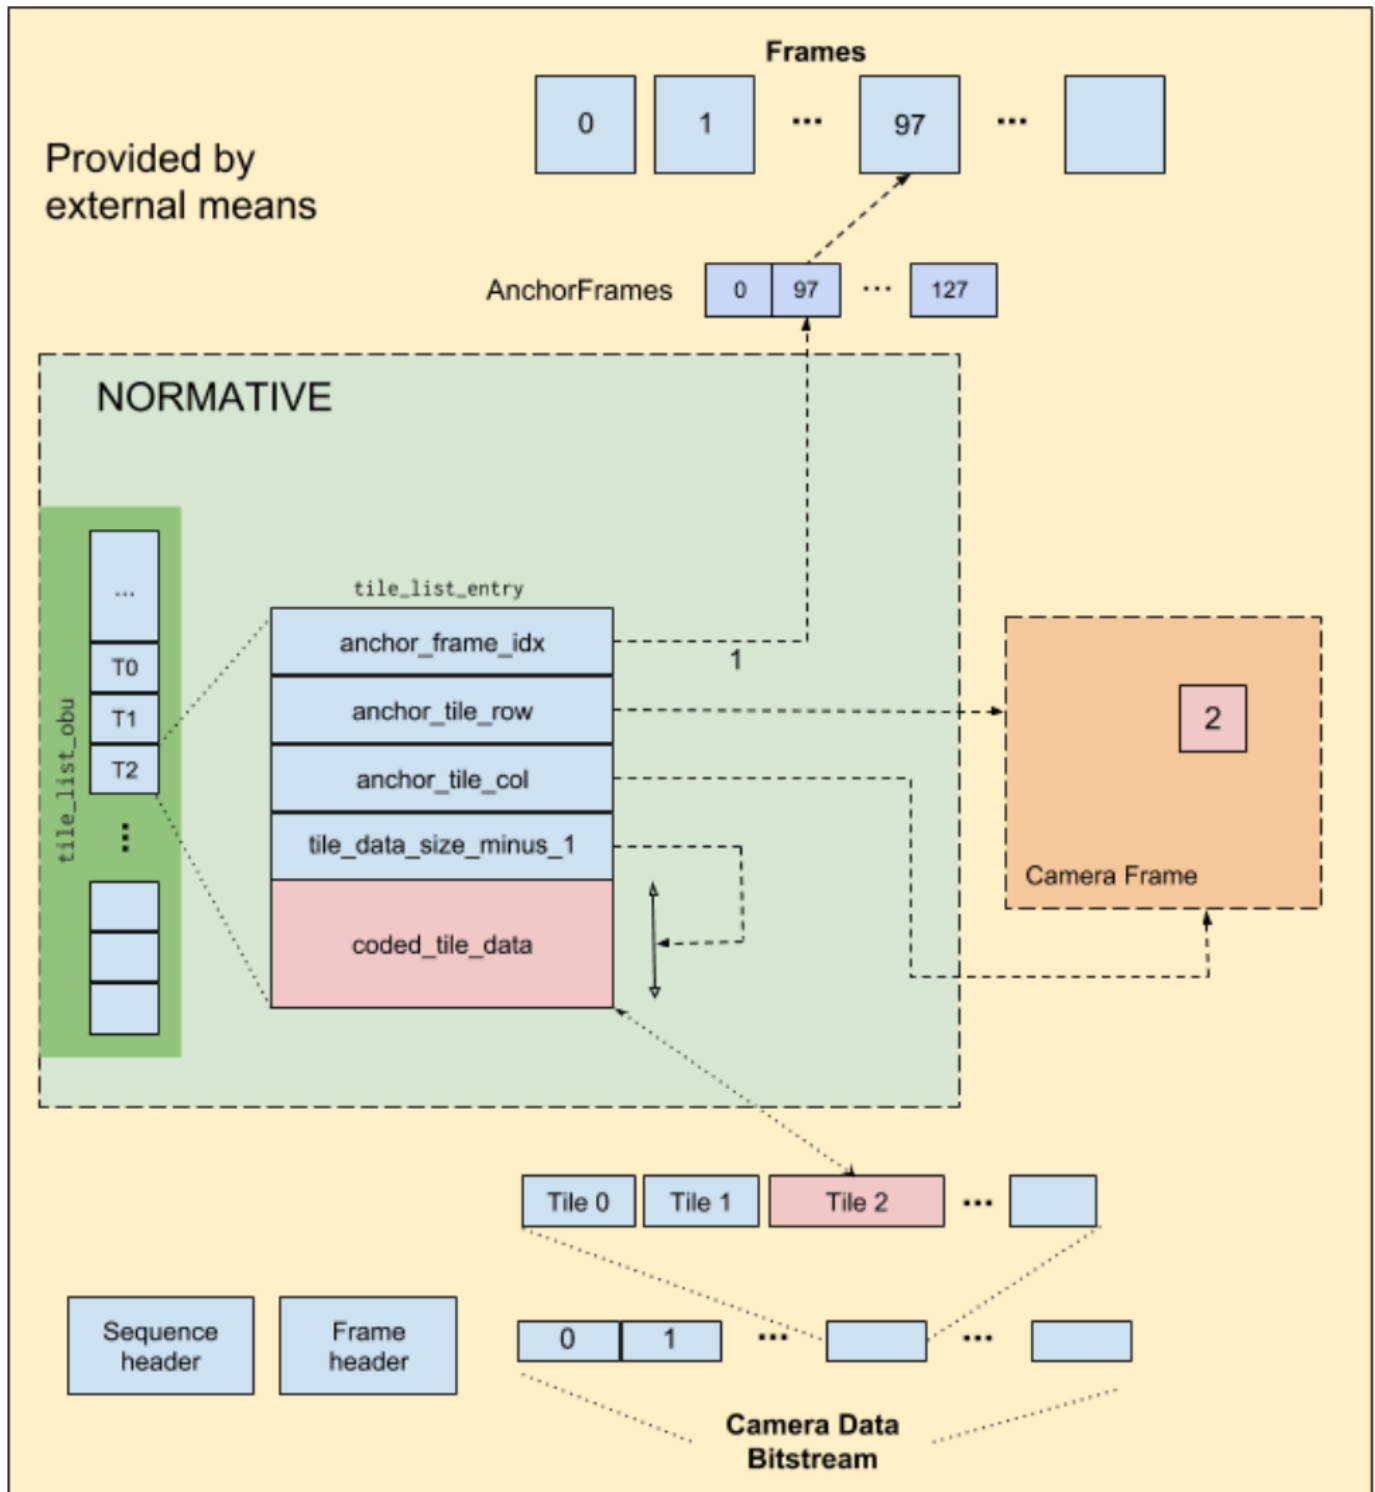 Frames
0 1 ... 97 ...
Provided by
external means
AnchorFrames 0 97 ... 127
NORMATIVE
tile_list_obu
...
T0
T1
T2
...
tile_list_entry
anchor_frame_idx
1
anchor_tile_row
anchor_tile_col
tile_data_size_minus_1
coded_tile_data
2
Camera Frame
Tile 0 Tile 1 Tile 2 ...
Sequence
header
Frame
header
0 1 ... ...
Camera Data
Bitstream